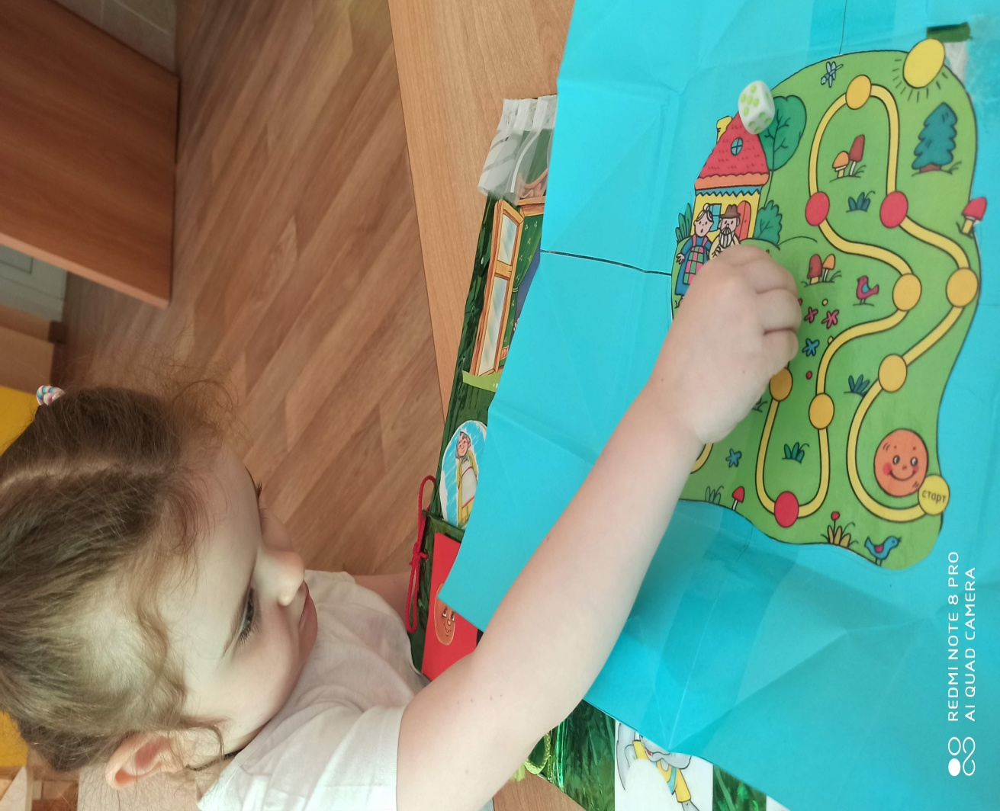 старт
REDMI NOTE 8 PRO
AI QUAD CAMERA